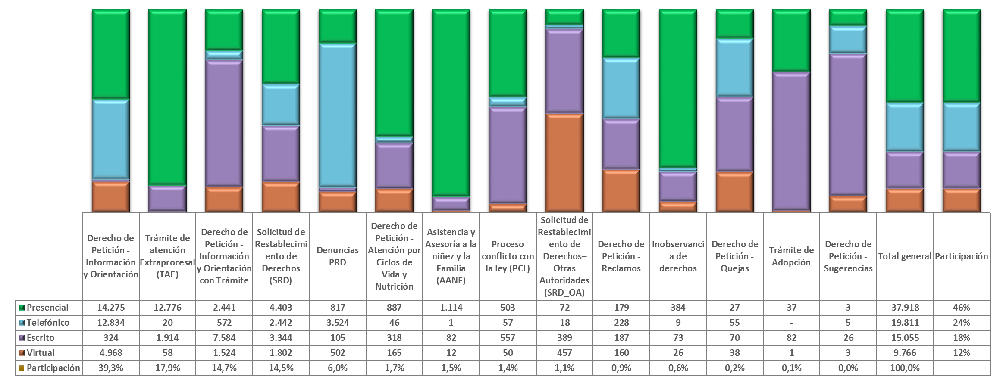 Derecho de
Petición -
Información
y Orientación
Trámite de
atención
Extraprocesal
(TAE)
Derecho de
Petición -
Información
y Orientación
con Trámite
Solicitud de
Restablecimi
ento de
Derechos
(SRD)
Denuncias
PRD
Derecho de
Petición -
Atención por
Ciclos de
Vida y
Nutrición
Asistencia y
Asesoría a la
niñez y la
Familia
(AANF)
Proceso
conflicto con
la ley (PCL)
Solicitud de
Restablecimi
ento de
Derechos–
Otras
Autoridades
(SRD_OA)
Derecho de
Petición -
Reclamos
Inobservanci
a de
derechos
Derecho de
Petición -
Quejas
Trámite de
Adopción
Derecho de
Petición -
Sugerencias
Total general
Participación
Presencial 14.275 12.776 2.441 4.403 817 887 1.114 503 72 179 384 27 37 3 37.918 46%
Telefónico 12.834 20 572 2.442 3.524 46 1 57 18 228 9 55 - 5 19.811 24%
Escrito 324 1.914 7.584 3.344 105 318 82 557 389 187 73 70 82 26 15.055 18%
Virtual 4.968 58 1.524 1.802 502 165 12 50 457 160 26 38 1 3 9.766 12%
Participación 39,3% 17,9% 14,7% 14,5% 6,0% 1,7% 1,5% 1,4% 1,1% 0,9% 0,6% 0,2% 0,1% 0,0% 100,0%